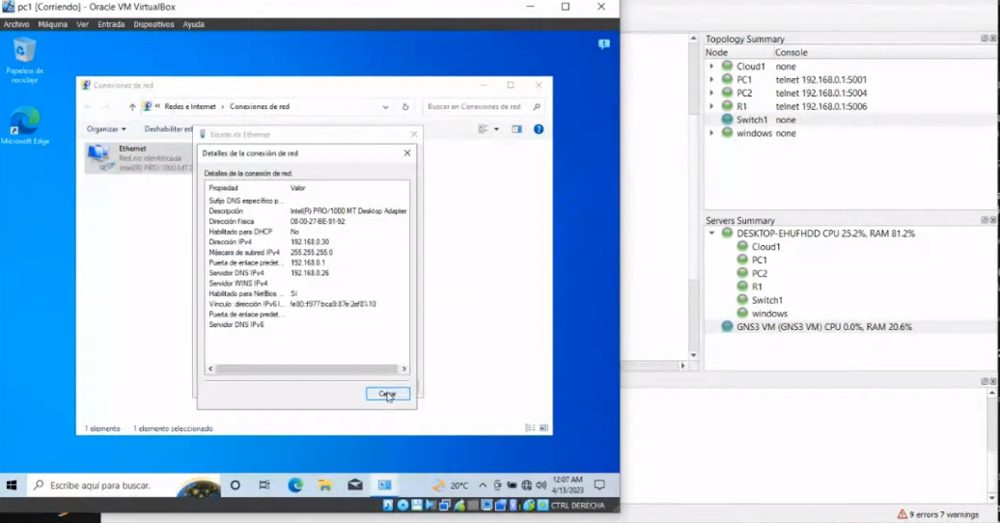 pc1 [Corriendo] - Oracle VM VirtualBox
Archivo Máquina Ver Entrada Dispositivos Ayuda
Papelera de reciclaje
Microsoft Edge
Conexiones de red
« Redes e Internet › Conexiones de red
Buscar en Conexiones de red
Organizar
Deshabilitar est
Ethernet
Red no identificada
Intel(R) PRO/1000 MT
Estado de Ethernet
Detalles de la conexión de red
Detalles de la conexión de red:
Propiedad Valor
Sufijo DNS específico p...
Descripción Intel(R) PRO/1000 MT Desktop Adapter
Dirección física 08-00-27-BE-91-92
Habilitado para DHCP No
Dirección IPv4 192.168.0.30
Máscara de subred IPv4 255.255.255.0
Puerta de enlace predet... 192.168.0.1
Servidor DNS IPv4 192.168.0.26
Servidor WINS IPv4
Habilitado para NetBios ... Sí
Vínculo: dirección IPv6 l... fe80::f977:bca9:87e:2ef8%10
Puerta de enlace predet...
Servidor DNS IPv6
Cerrar
1 elemento 1 elemento seleccionado
Escribe aquí para buscar.
20°C
12:07 AM
4/13/2023
CTRL DERECHA
Topology Summary
Node Console
Cloud1 none
PC1 telnet 192.168.0.1:5001
PC2 telnet 192.168.0.1:5004
R1 telnet 192.168.0.1:5006
Switch1 none
windows none
Servers Summary
DESKTOP-EHUFHDD CPU 25.2%, RAM 81.2%
Cloud1
PC1
PC2
R1
Switch1
windows
GNS3 VM (GNS3 VM) CPU 0.0%, RAM 20.6%
9 errors 7 warnings